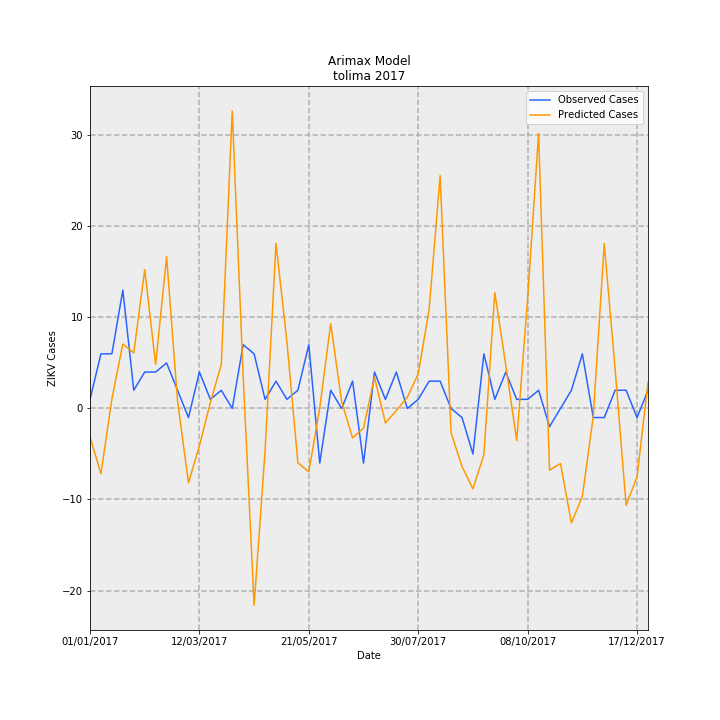 Arimax Model
tolima 2017
Observed Cases
Predicted Cases
ZIKV Cases
30
20
10
0
−10
−20
01/01/2017 12/03/2017 21/05/2017 30/07/2017 08/10/2017 17/12/2017
Date